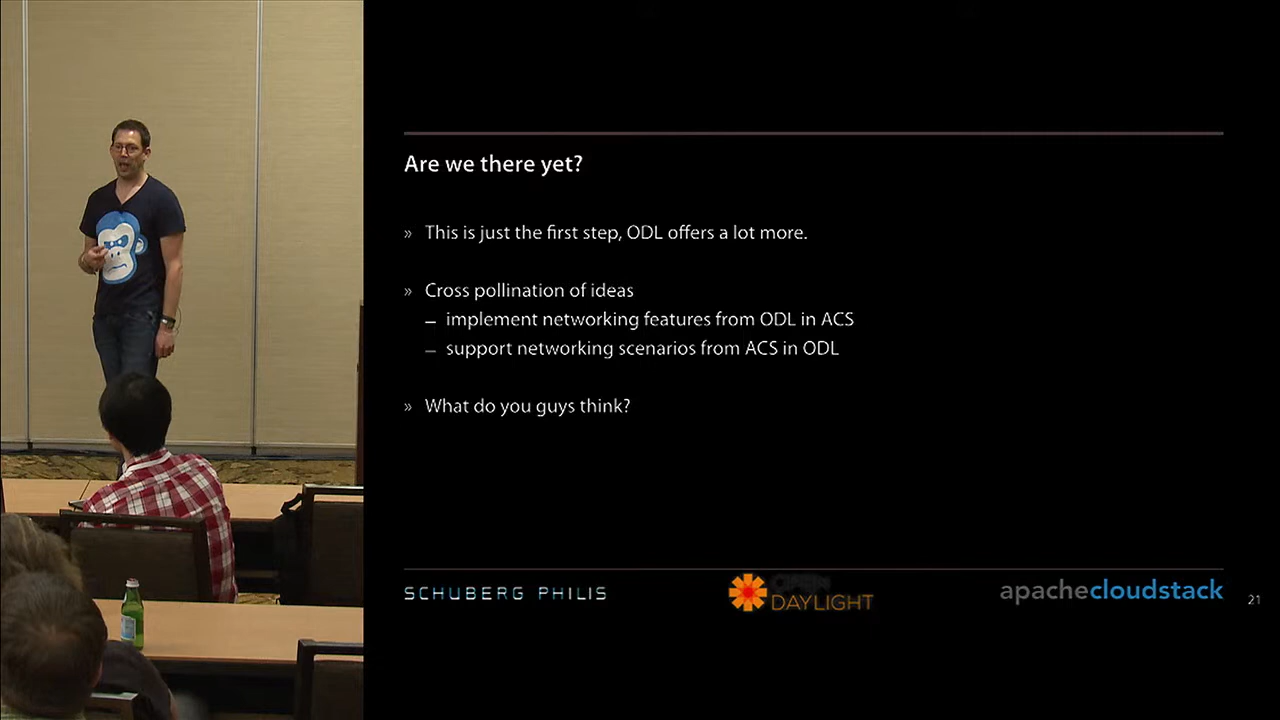 Are we there yet?
» This is just the first step, ODL offers a lot more.
» Cross pollination of ideas
– implement networking features from ODL in ACS
– support networking scenarios from ACS in ODL
» What do you guys think?
SCHUBERG PHILIS
OPEN
DAYLIGHT
apachecloudstack
21